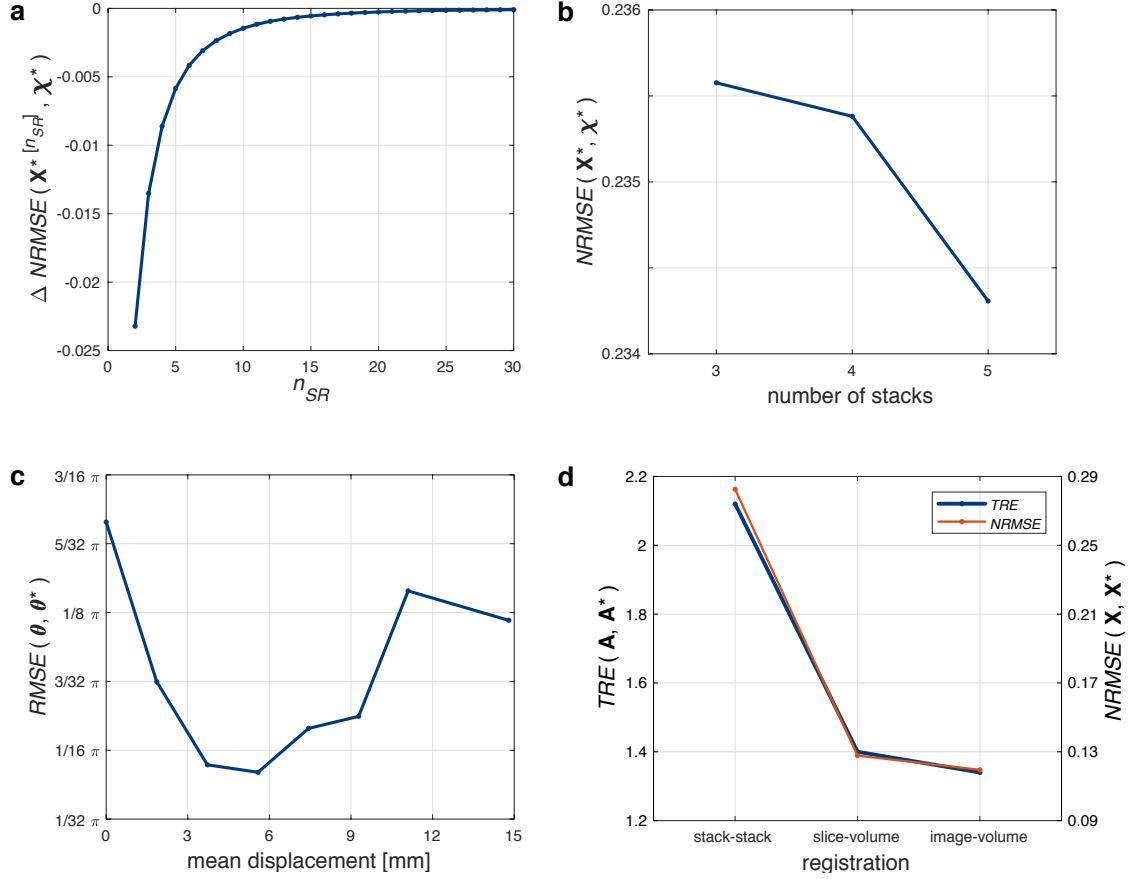 a
0
-0.005
-0.01
-0.015
-0.02
-0.025
Δ NRMSE ( X* [nSR] , χ* )
0 5 10 15 20 25 30
nSR
b
0.236
0.235
0.234
NRMSE ( X*, χ* )
3 4 5
number of stacks
c
3/16 π
5/32 π
1/8 π
3/32 π
1/16 π
1/32 π
RMSE ( θ, θ* )
0 3 6 9 12 15
mean displacement [mm]
d
2.2
2
1.8
1.6
1.4
1.2
TRE ( A, A* )
TRE
NRMSE
0.29
0.25
0.21
0.17
0.13
0.09
NRMSE ( X, X* )
stack-stack slice-volume image-volume
registration